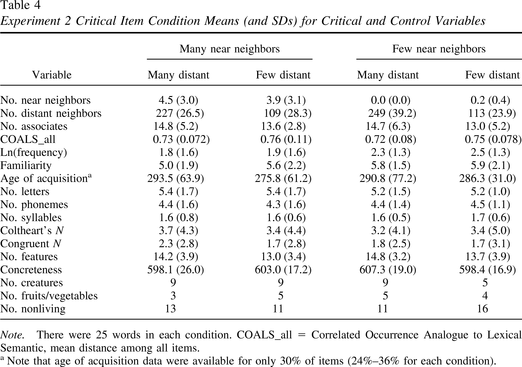 Table 4
Experiment 2 Critical Item Condition Means (and SDs) for Critical and Control Variables
Many near neighbors Few near neighbors
Variable Many distant Few distant Many distant Few distant
No. near neighbors 4.5 (3.0) 3.9 (3.1) 0.0 (0.0) 0.2 (0.4)
No. distant neighbors 227 (26.5) 109 (28.3) 249 (39.2) 113 (23.9)
No. associates 14.8 (5.2) 13.6 (2.8) 14.7 (6.3) 13.0 (5.2)
COALS_all 0.73 (0.11) 0.76 (0.11) 0.72 (0.08) 0.75 (0.078)
Ln(frequency) 1.8 (1.6) 1.9 (1.6) 2.3 (1.3) 2.5 (1.3)
Familiarity 5.0 (1.9) 5.6 (2.2) 5.8 (1.5) 5.9 (2.1)
Age of acquisitionᵃ 293.5 (63.9) 275.8 (61.2) 290.8 (77.2) 286.3 (31.0)
No. letters 5.4 (1.7) 5.4 (1.7) 5.2 (1.5) 5.2 (1.0)
No. phonemes 4.4 (1.6) 4.3 (1.6) 4.4 (1.4) 4.5 (1.1)
No. syllables 1.6 (0.8) 1.6 (0.6) 1.6 (0.5) 1.7 (0.6)
Coltheart's N 3.7 (4.3) 3.4 (4.4) 3.2 (4.1) 3.4 (5.0)
Congruent N 2.3 (2.8) 1.7 (2.8) 1.8 (2.5) 1.7 (3.1)
No. features 14.2 (3.9) 13.0 (3.4) 14.8 (3.2) 13.7 (3.9)
Concreteness 598.1 (26.0) 603.0 (17.2) 607.3 (19.0) 598.4 (16.9)
No. creatures 9 9 9 5
No. fruits/vegetables 3 5 5 4
No. nonliving 13 11 11 16
Note. There were 25 words in each condition. COALS_all = Correlated Occurrence Analogue to Lexical
Semantic, mean distance among all items.
ᵃ Note that age of acquisition data were available for only 30% of items (24%–36% for each condition).